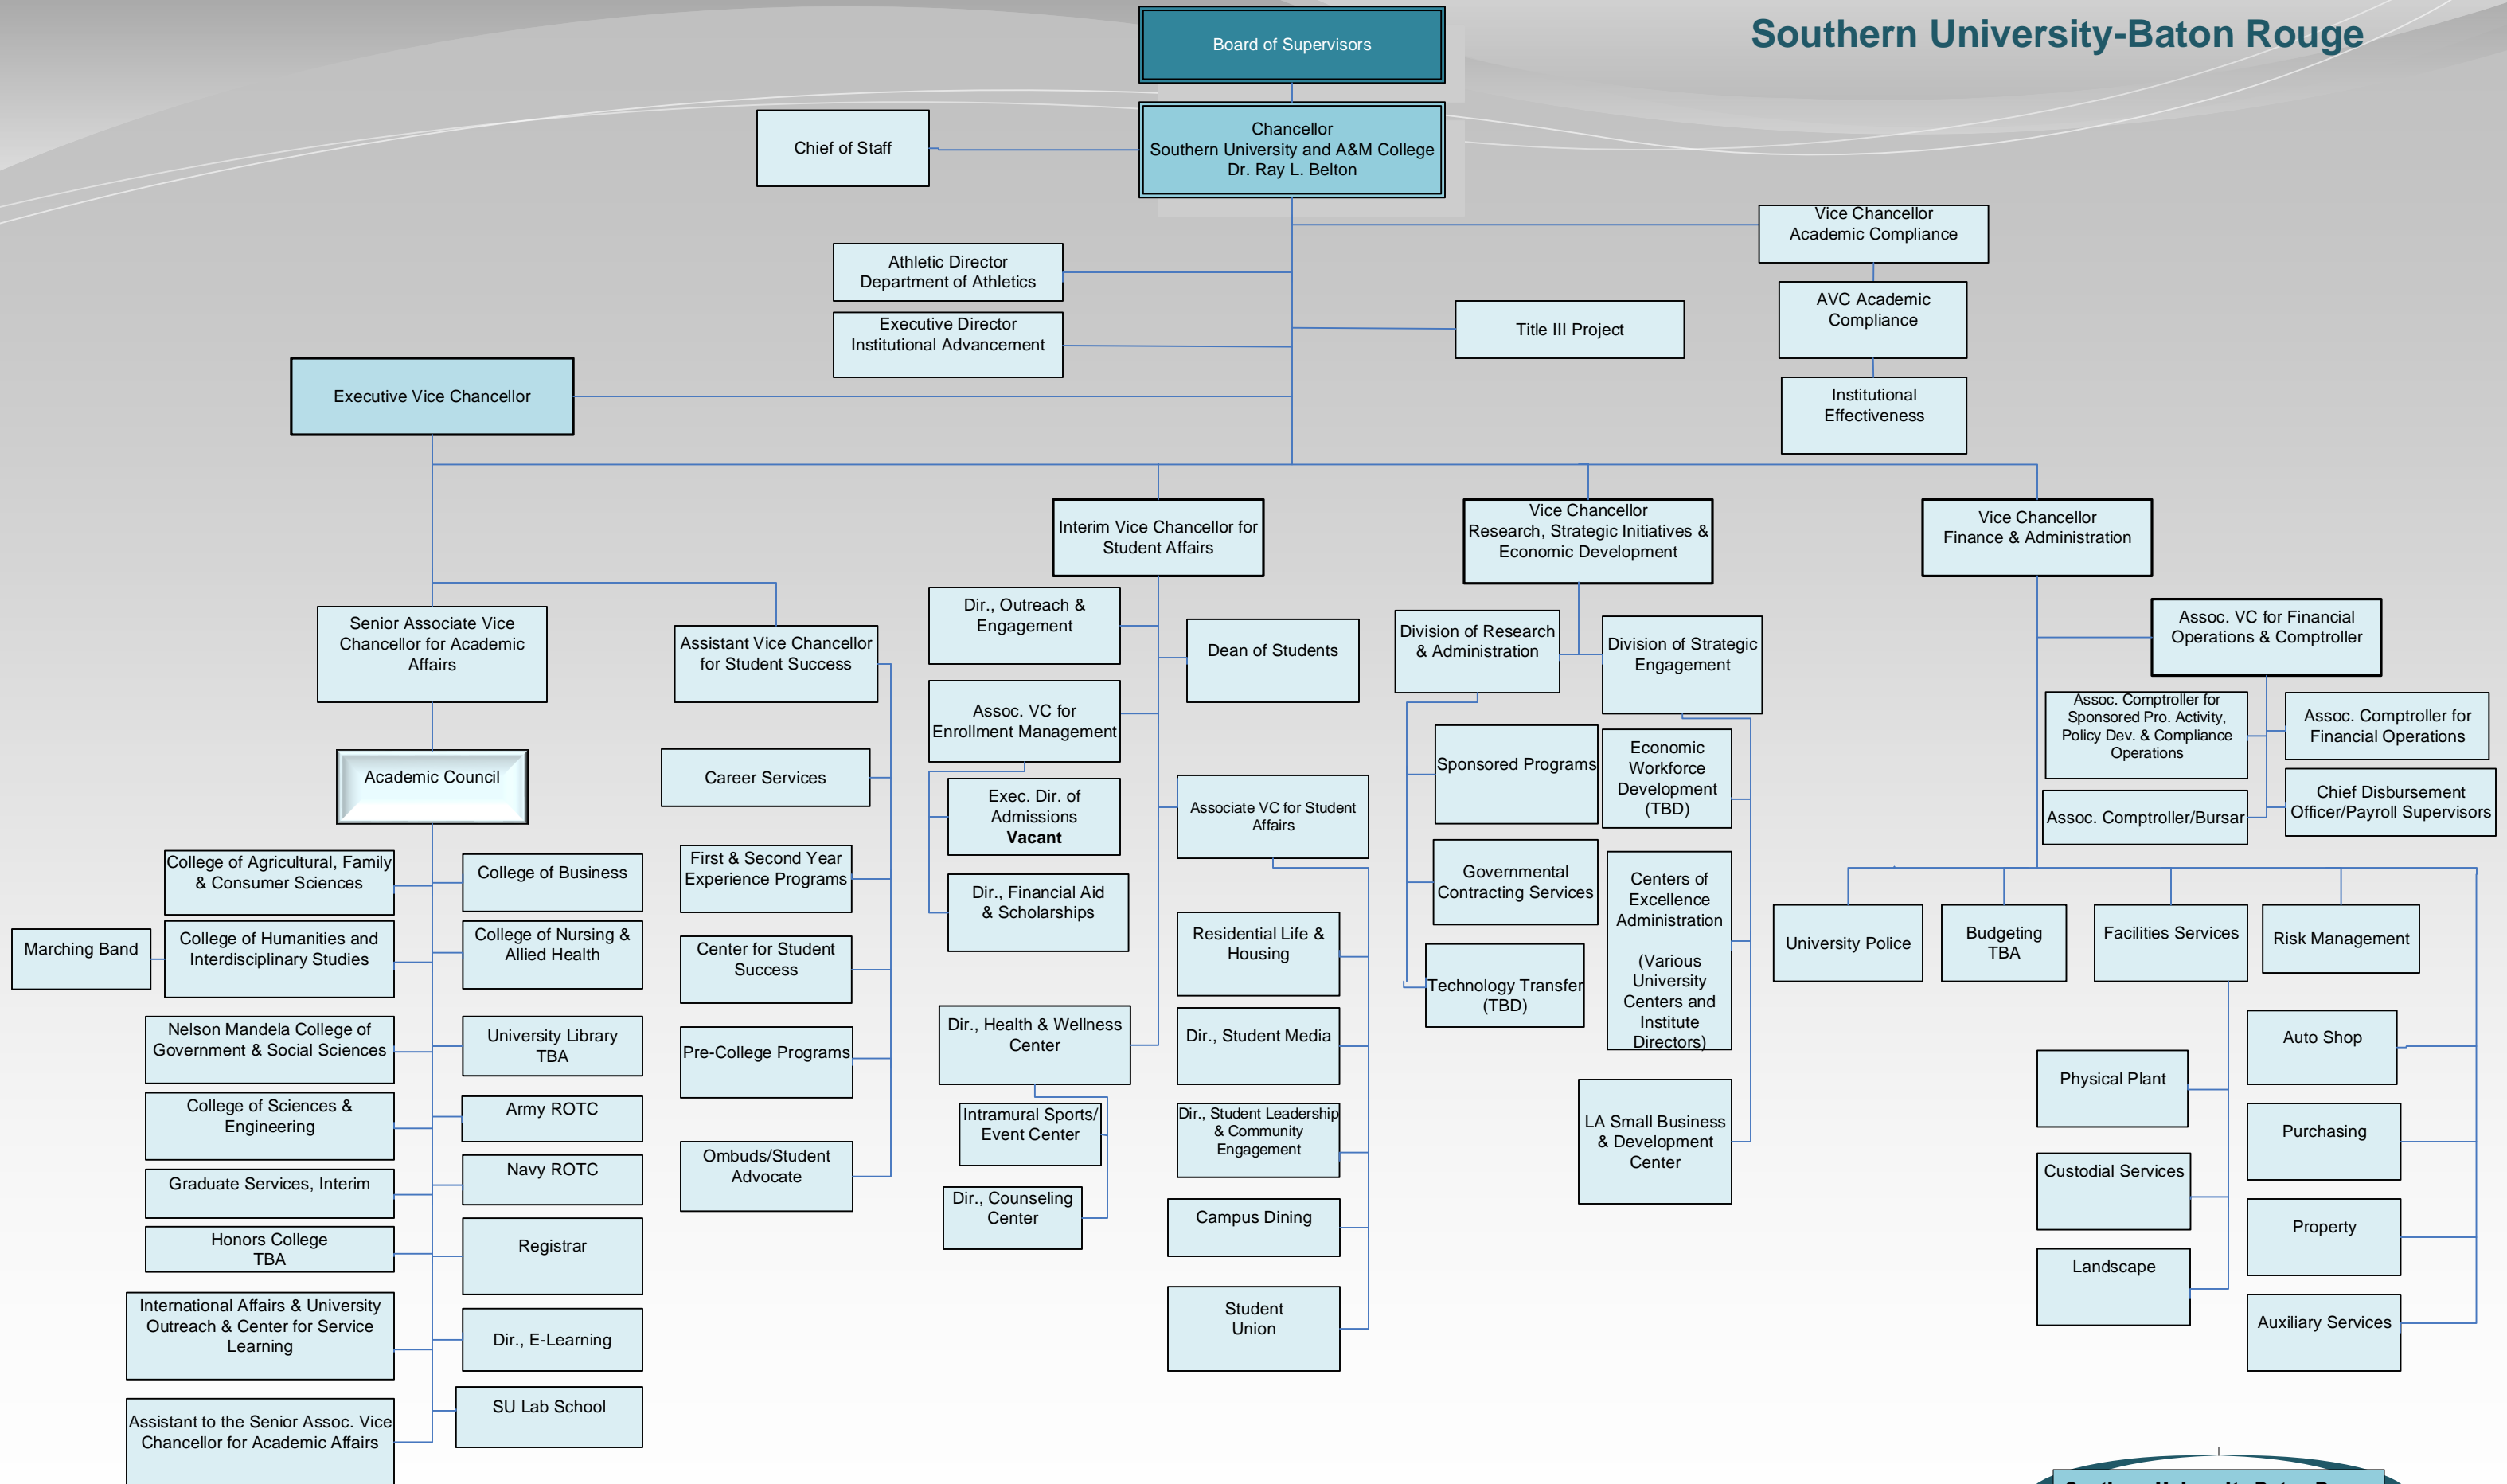 Southern University-Baton Rouge
Board of Supervisors
Chancellor
Southern University and A&M College
Dr. Ray L. Belton
Chief of Staff
Vice Chancellor
Academic Compliance
Athletic Director
Department of Athletics
AVC Academic
Compliance
Executive Director
Institutional Advancement
Title III Project
Institutional
Effectiveness
Executive Vice Chancellor
Interim Vice Chancellor for
Student Affairs
Vice Chancellor
Research, Strategic Initiatives &
Economic Development
Vice Chancellor
Finance & Administration
Senior Associate Vice
Chancellor for Academic
Affairs
Assistant Vice Chancellor
for Student Success
Academic Council
College of Agricultural, Family
& Consumer Sciences
College of Business
Marching Band
College of Humanities and
Interdisciplinary Studies
College of Nursing &
Allied Health
Nelson Mandela College of
Government & Social Sciences
University Library
TBA
College of Sciences &
Engineering
Army ROTC
Graduate Services, Interim
Navy ROTC
Honors College
TBA
Registrar
International Affairs & University
Outreach & Center for Service
Learning
Dir., E-Learning
Assistant to the Senior Assoc. Vice
Chancellor for Academic Affairs
SU Lab School
Career Services
First & Second Year
Experience Programs
Center for Student
Success
Pre-College Programs
Ombuds/Student
Advocate
Dir., Outreach &
Engagement
Dean of Students
Assoc. VC for
Enrollment Management
Exec. Dir. of
Admissions
Vacant
Dir., Financial Aid
& Scholarships
Associate VC for Student
Affairs
Dir., Health & Wellness
Center
Intramural Sports/
Event Center
Dir., Counseling
Center
Residential Life &
Housing
Dir., Student Media
Dir., Student Leadership
& Community
Engagement
Campus Dining
Student
Union
Division of Research
& Administration
Division of Strategic
Engagement
Sponsored Programs
Governmental
Contracting Services
Technology Transfer
(TBD)
Economic
Workforce
Development
(TBD)
Centers of
Excellence
Administration
(Various
University
Centers and
Institute
Directors)
LA Small Business
& Development
Center
Assoc. VC for Financial
Operations & Comptroller
Assoc. Comptroller for
Sponsored Pro. Activity,
Policy Dev. & Compliance
Operations
Assoc. Comptroller for
Financial Operations
Assoc. Comptroller/Bursar
Chief Disbursement
Officer/Payroll Supervisors
University Police
Budgeting
TBA
Facilities Services
Risk Management
Physical Plant
Custodial Services
Landscape
Auto Shop
Purchasing
Property
Auxiliary Services